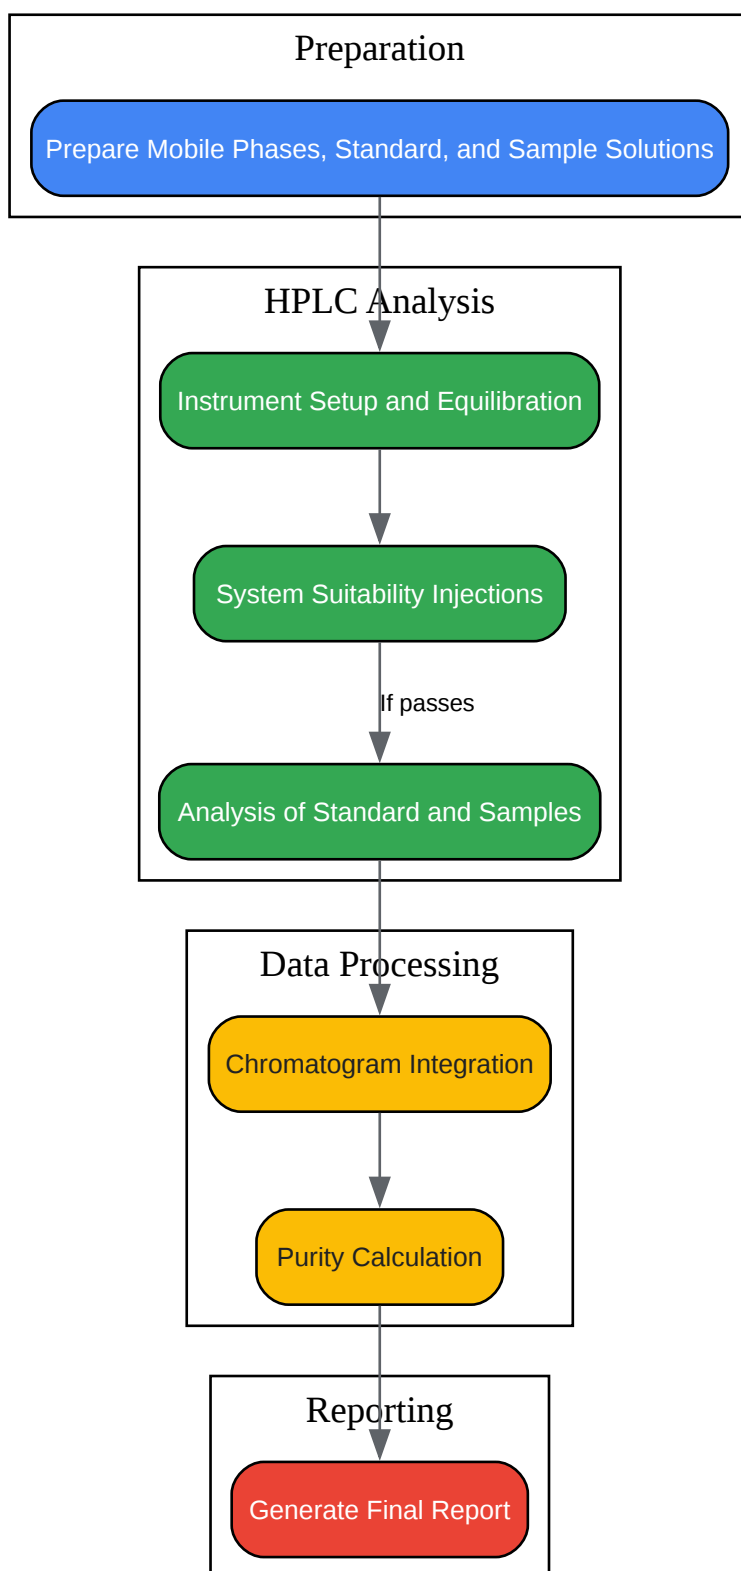 Preparation
Prepare Mobile Phases, Standard, and Sample Solutions
HPLC Analysis
Instrument Setup and Equilibration
System Suitability Injections
If passes
Analysis of Standard and Samples
Data Processing
Chromatogram Integration
Purity Calculation
Reporting
Generate Final Report